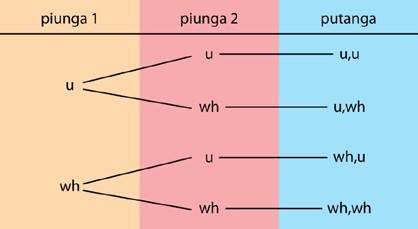 piunga 1 piunga 2 putanga
u u,u
u
wh u,wh
u wh,u
wh
wh wh,wh